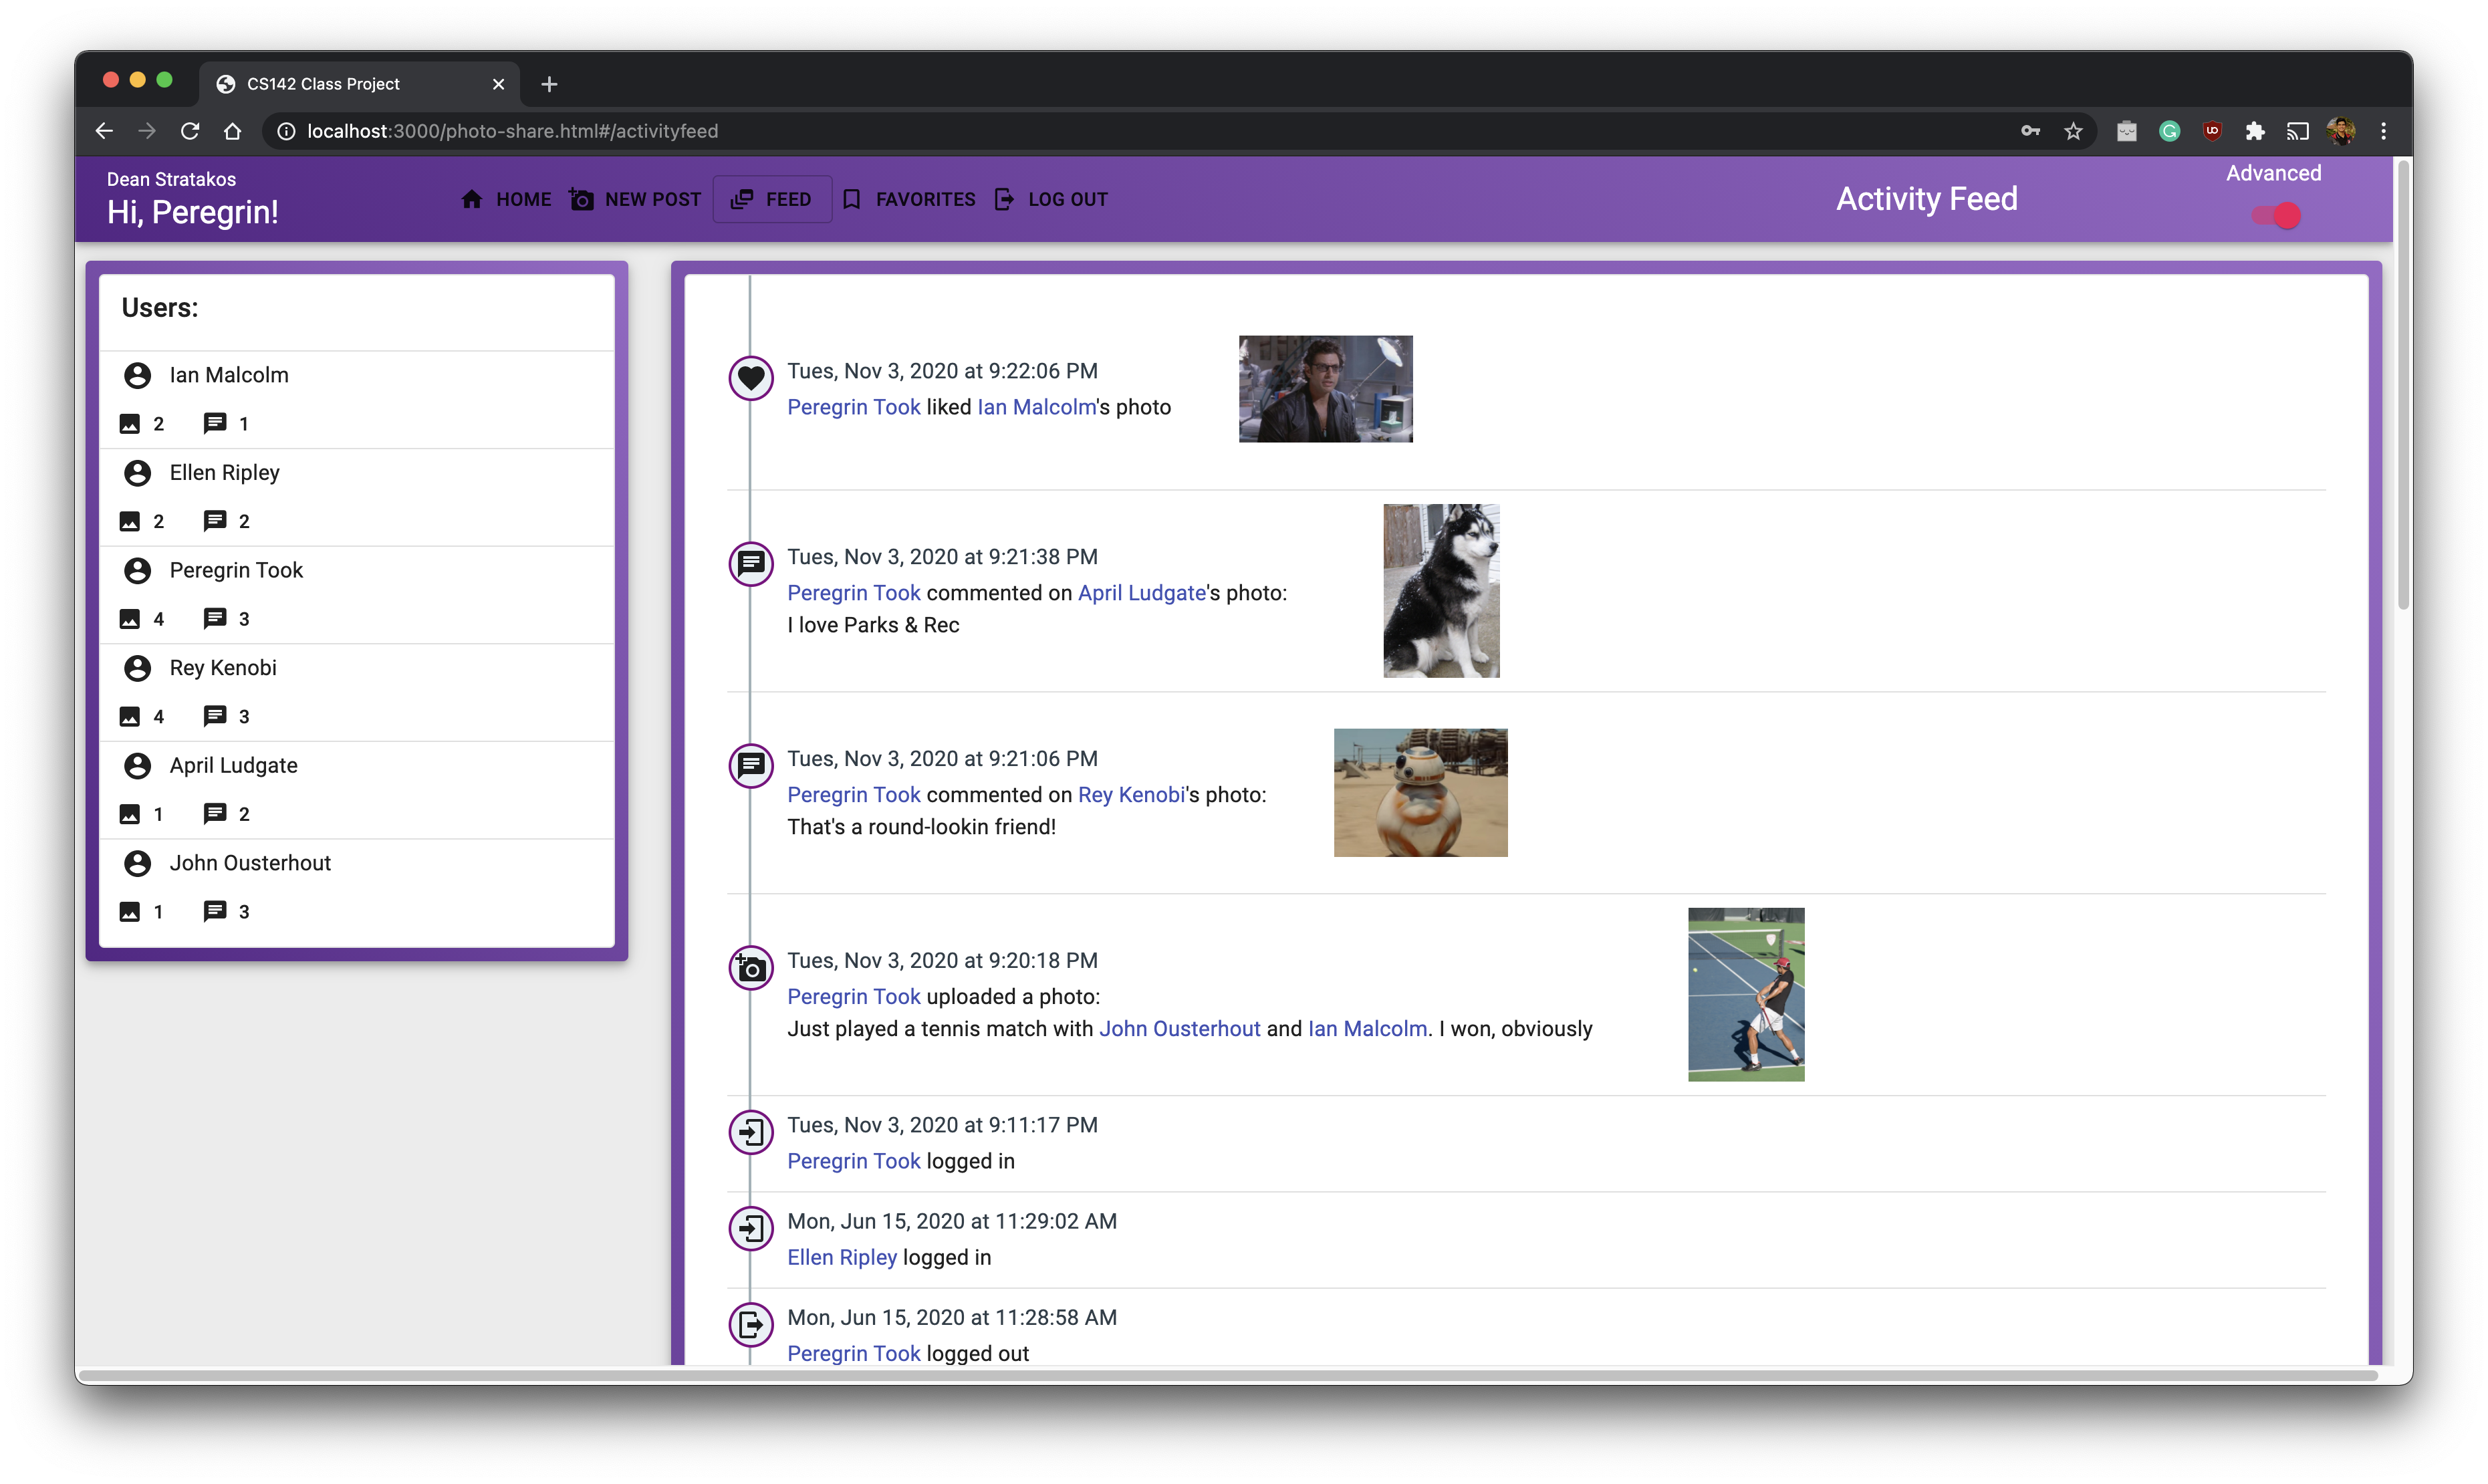 CS142 Class Project
localhost:3000/photo-share.html#/activityfeed
Dean Stratakos
Hi, Peregrin!
HOME NEW POST FEED FAVORITES LOG OUT
Activity Feed
Advanced
Users:
Ian Malcolm
2 1
Ellen Ripley
2 2
Peregrin Took
4 3
Rey Kenobi
4 3
April Ludgate
1 2
John Ousterhout
1 3
Tues, Nov 3, 2020 at 9:22:06 PM
Peregrin Took liked Ian Malcolm's photo
Tues, Nov 3, 2020 at 9:21:38 PM
Peregrin Took commented on April Ludgate's photo:
I love Parks & Rec
Tues, Nov 3, 2020 at 9:21:06 PM
Peregrin Took commented on Rey Kenobi's photo:
That's a round-lookin friend!
Tues, Nov 3, 2020 at 9:20:18 PM
Peregrin Took uploaded a photo:
Just played a tennis match with John Ousterhout and Ian Malcolm. I won, obviously
Tues, Nov 3, 2020 at 9:11:17 PM
Peregrin Took logged in
Mon, Jun 15, 2020 at 11:29:02 AM
Ellen Ripley logged in
Mon, Jun 15, 2020 at 11:28:58 AM
Peregrin Took logged out